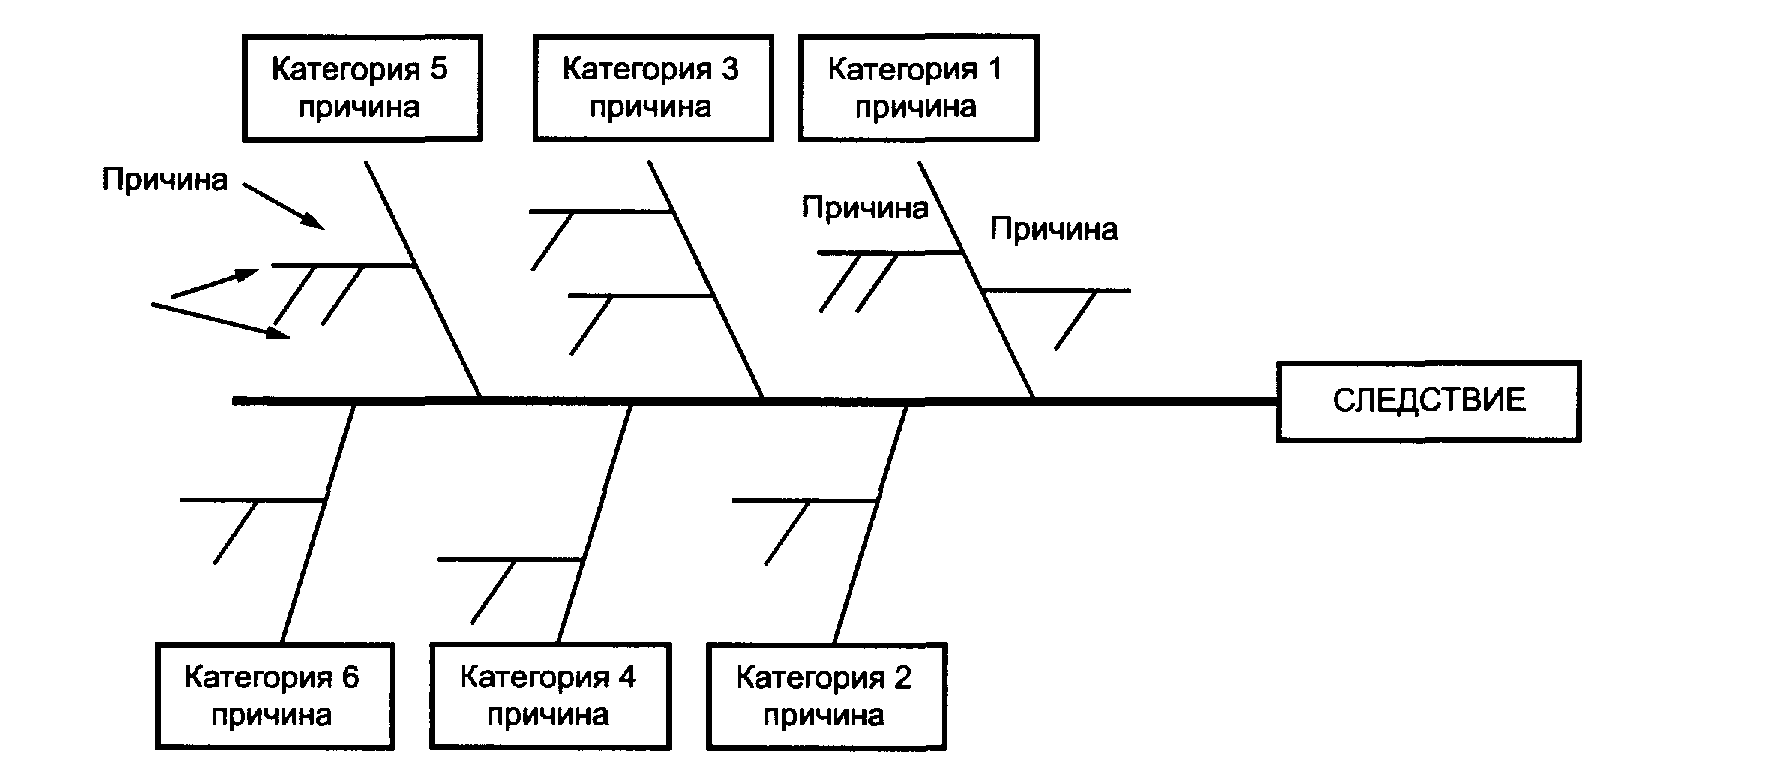 Категория 5
причина
Категория 3
причина
Категория 1
причина
Причина
Причина
Причина
СЛЕДСТВИЕ
Категория 6
причина
Категория 4
причина
Категория 2
причина